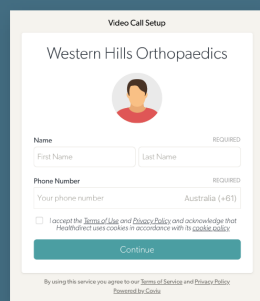 Video Call Setup
Western Hills Orthopaedics
Name REQUIRED
First Name Last Name
Phone Number REQUIRED
Your phone number Australia (+61)
I accept the Terms of Use and Privacy Policy and acknowledge that
Healthdirect uses cookies in accordance with its cookie policy
Continue
By using this service you agree to our Terms of Service and Privacy Policy
Powered by Coviu